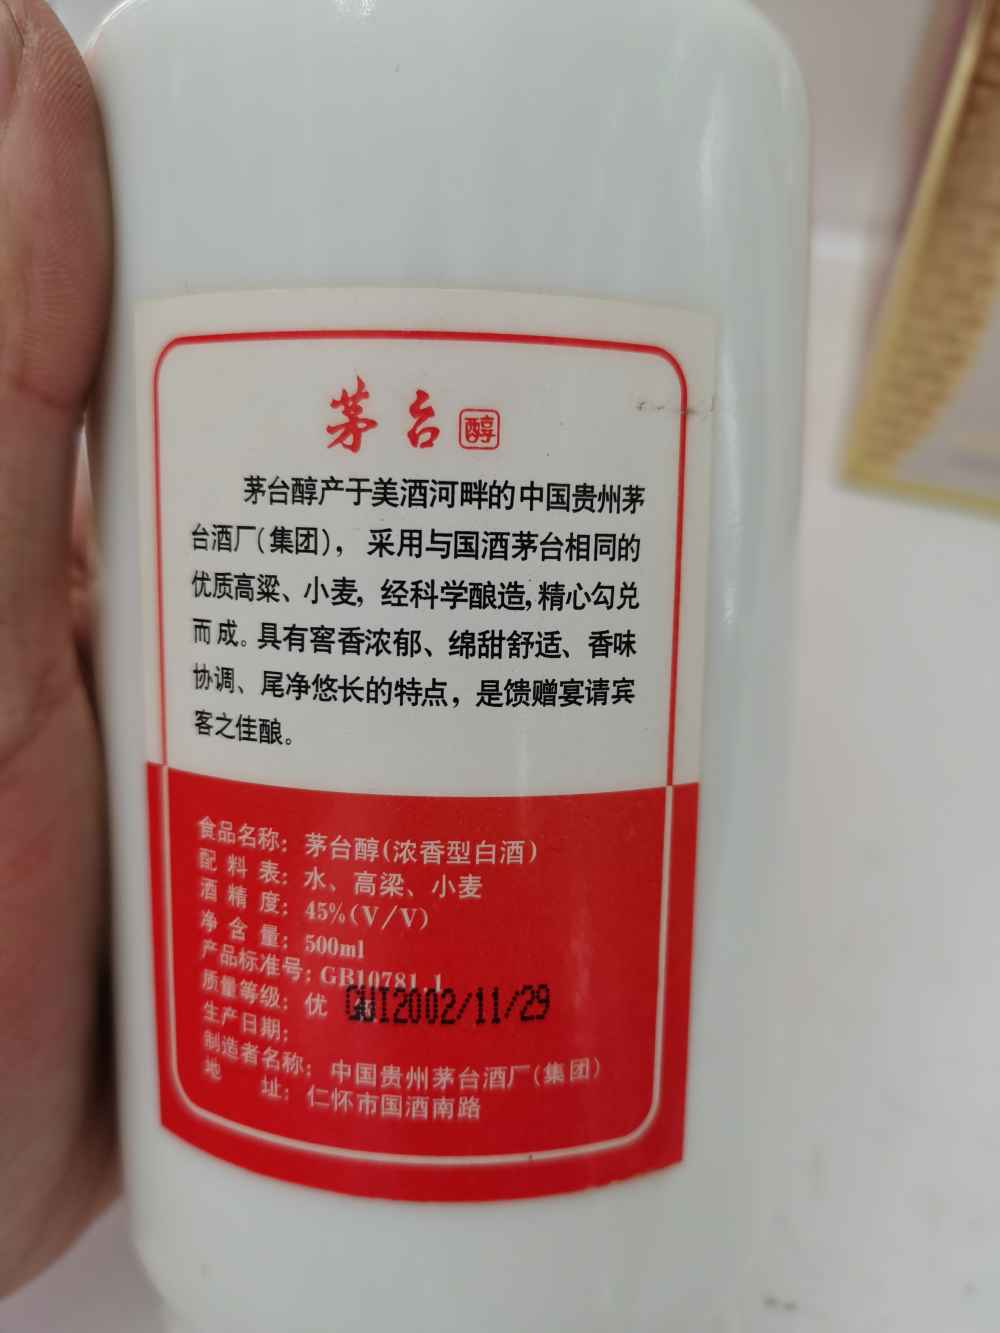 茅台醇
茅台醇产于美酒河畔的中国贵州茅
台酒厂(集团)，采用与国酒茅台相同的
优质高粱、小麦，经科学酿造，精心勾兑
而成。具有窖香浓郁、绵甜舒适、香味
协调、尾净悠长的特点，是馈赠宴请宾
客之佳酿。
食品名称：茅台醇(浓香型白酒)
配料表：水、高粱、小麦
酒精度：45%(V/V)
净含量：500ml
产品标准号：GB10781.1
质量等级：优
GUI2002/11/29
生产日期：
制造者名称：中国贵州茅台酒厂(集团)
地址：仁怀市国酒南路